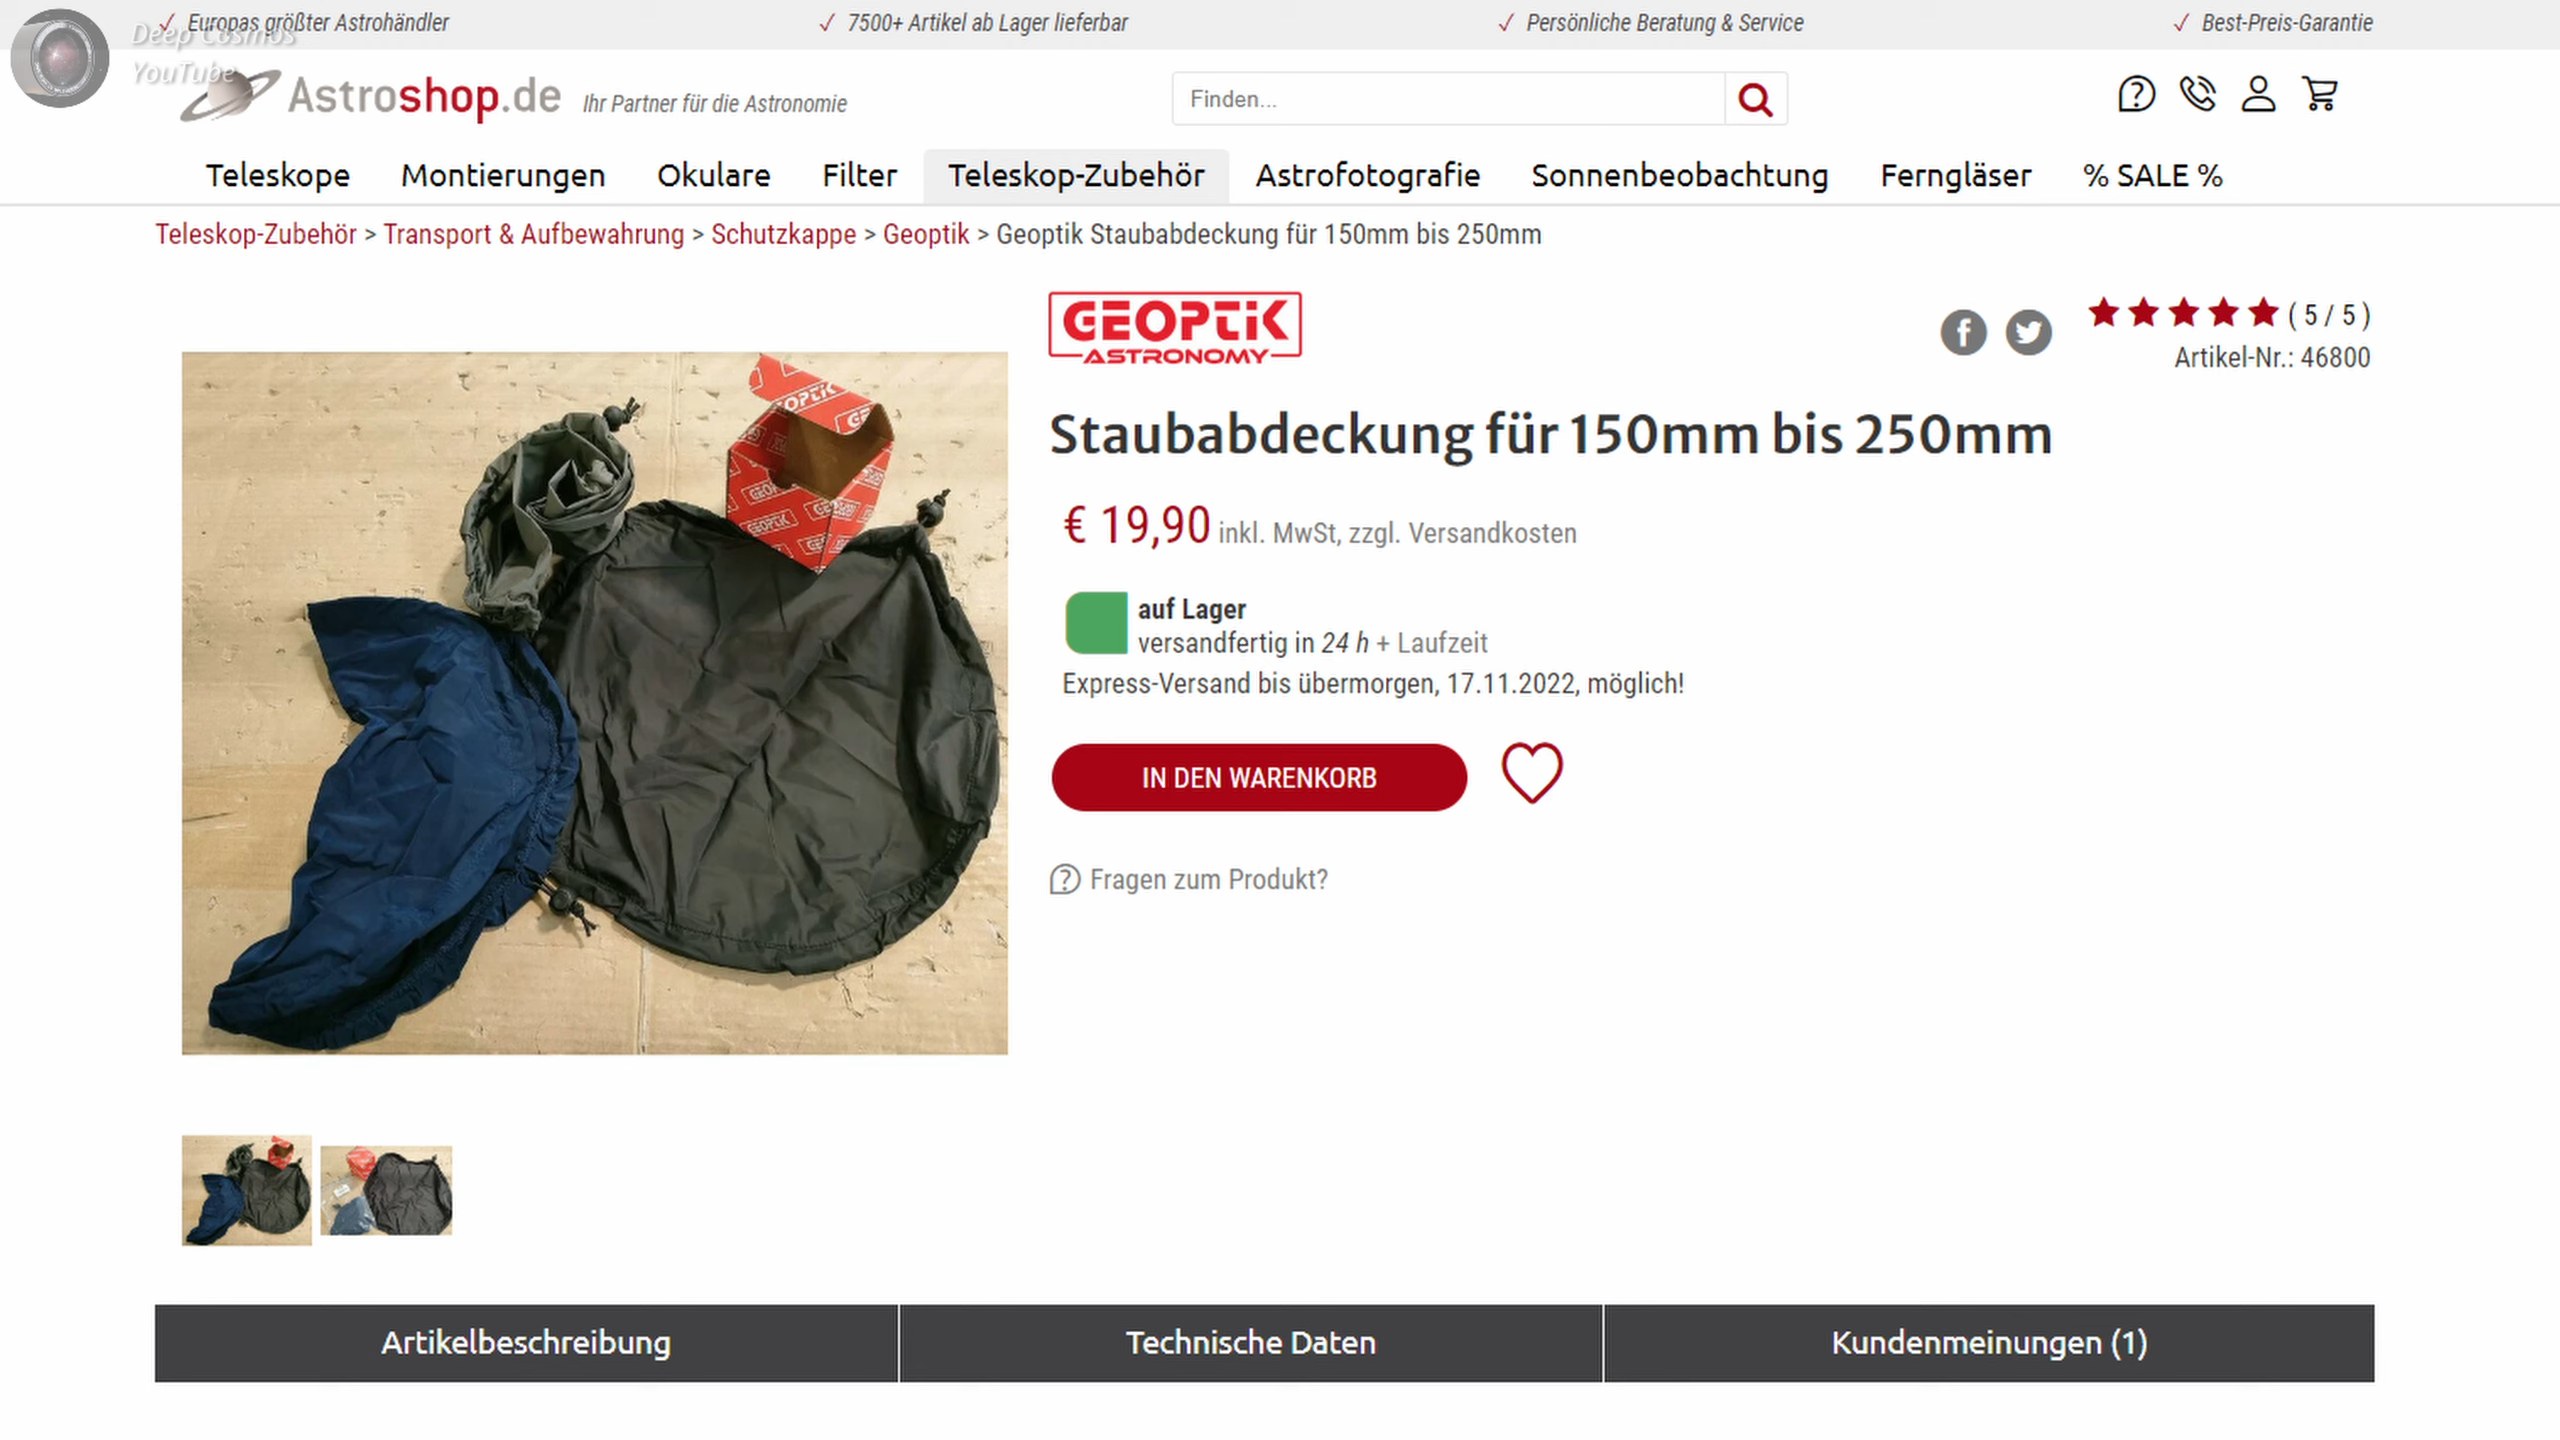 ✓ Europas größter Astrohändler
✓ 7500+ Artikel ab Lager lieferbar
✓ Persönliche Beratung & Service
✓ Best-Preis-Garantie
Deep Cosmos
YouTube
Astroshop.de
Ihr Partner für die Astronomie
Finden...
Teleskope
Montierungen
Okulare
Filter
Teleskop-Zubehör
Astrofotografie
Sonnenbeobachtung
Ferngläser
% SALE %
Teleskop-Zubehör > Transport & Aufbewahrung > Schutzkappe > Geoptik > Geoptik Staubabdeckung für 150mm bis 250mm
GEOPTiK
ASTRONOMY
( 5 / 5 )
Artikel-Nr.: 46800
Staubabdeckung für 150mm bis 250mm
€ 19,90 inkl. MwSt, zzgl. Versandkosten
auf Lager
versandfertig in 24 h + Laufzeit
Express-Versand bis übermorgen, 17.11.2022, möglich!
IN DEN WARENKORB
Fragen zum Produkt?
GEOPTiK
Artikelbeschreibung
Technische Daten
Kundenmeinungen (1)